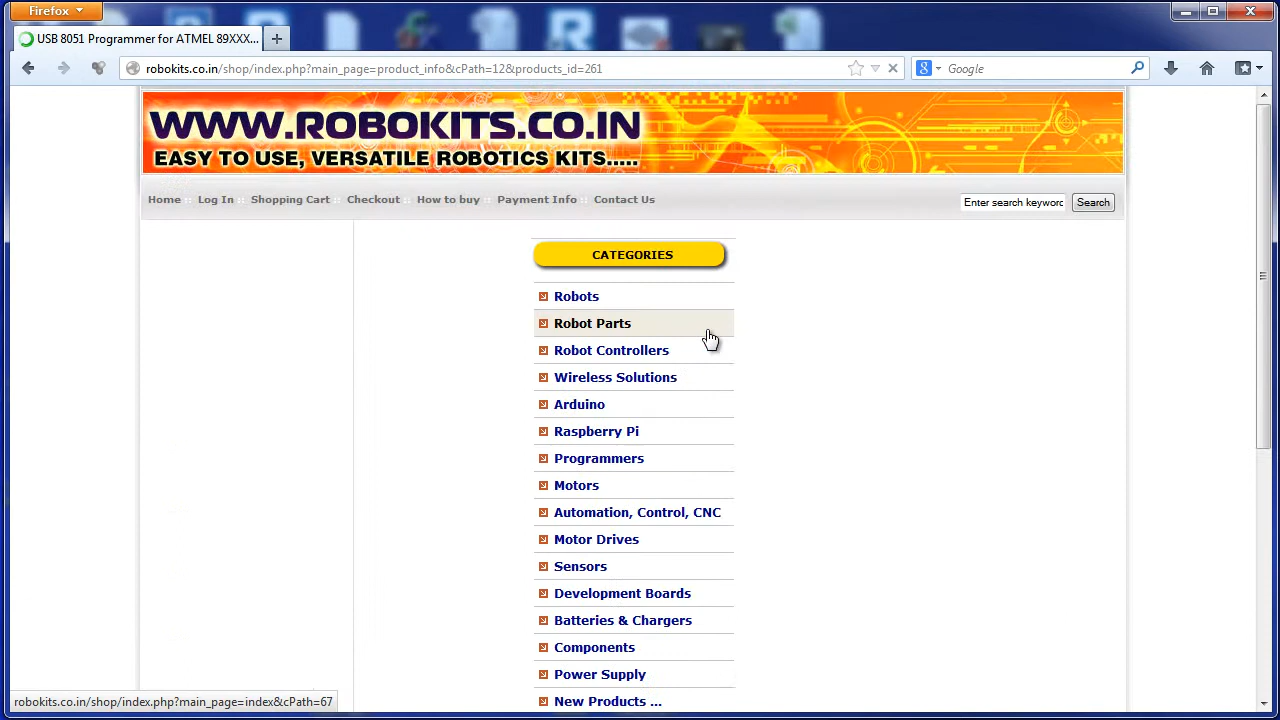 Firefox
USB 8051 Programmer for ATMEL 89XXX...
robokits.co.in/shop/index.php?main_page=product_info&cPath=12&products_id=261
Google
WWW.ROBOKITS.CO.IN
EASY TO USE, VERSATILE ROBOTICS KITS.....
Home :: Log In :: Shopping Cart :: Checkout :: How to buy :: Payment Info :: Contact Us
Enter search keyword
Search
CATEGORIES
Robots
Robot Parts
Robot Controllers
Wireless Solutions
Arduino
Raspberry Pi
Programmers
Motors
Automation, Control, CNC
Motor Drives
Sensors
Development Boards
Batteries & Chargers
Components
Power Supply
New Products ...
robokits.co.in/shop/index.php?main_page=index&cPath=67